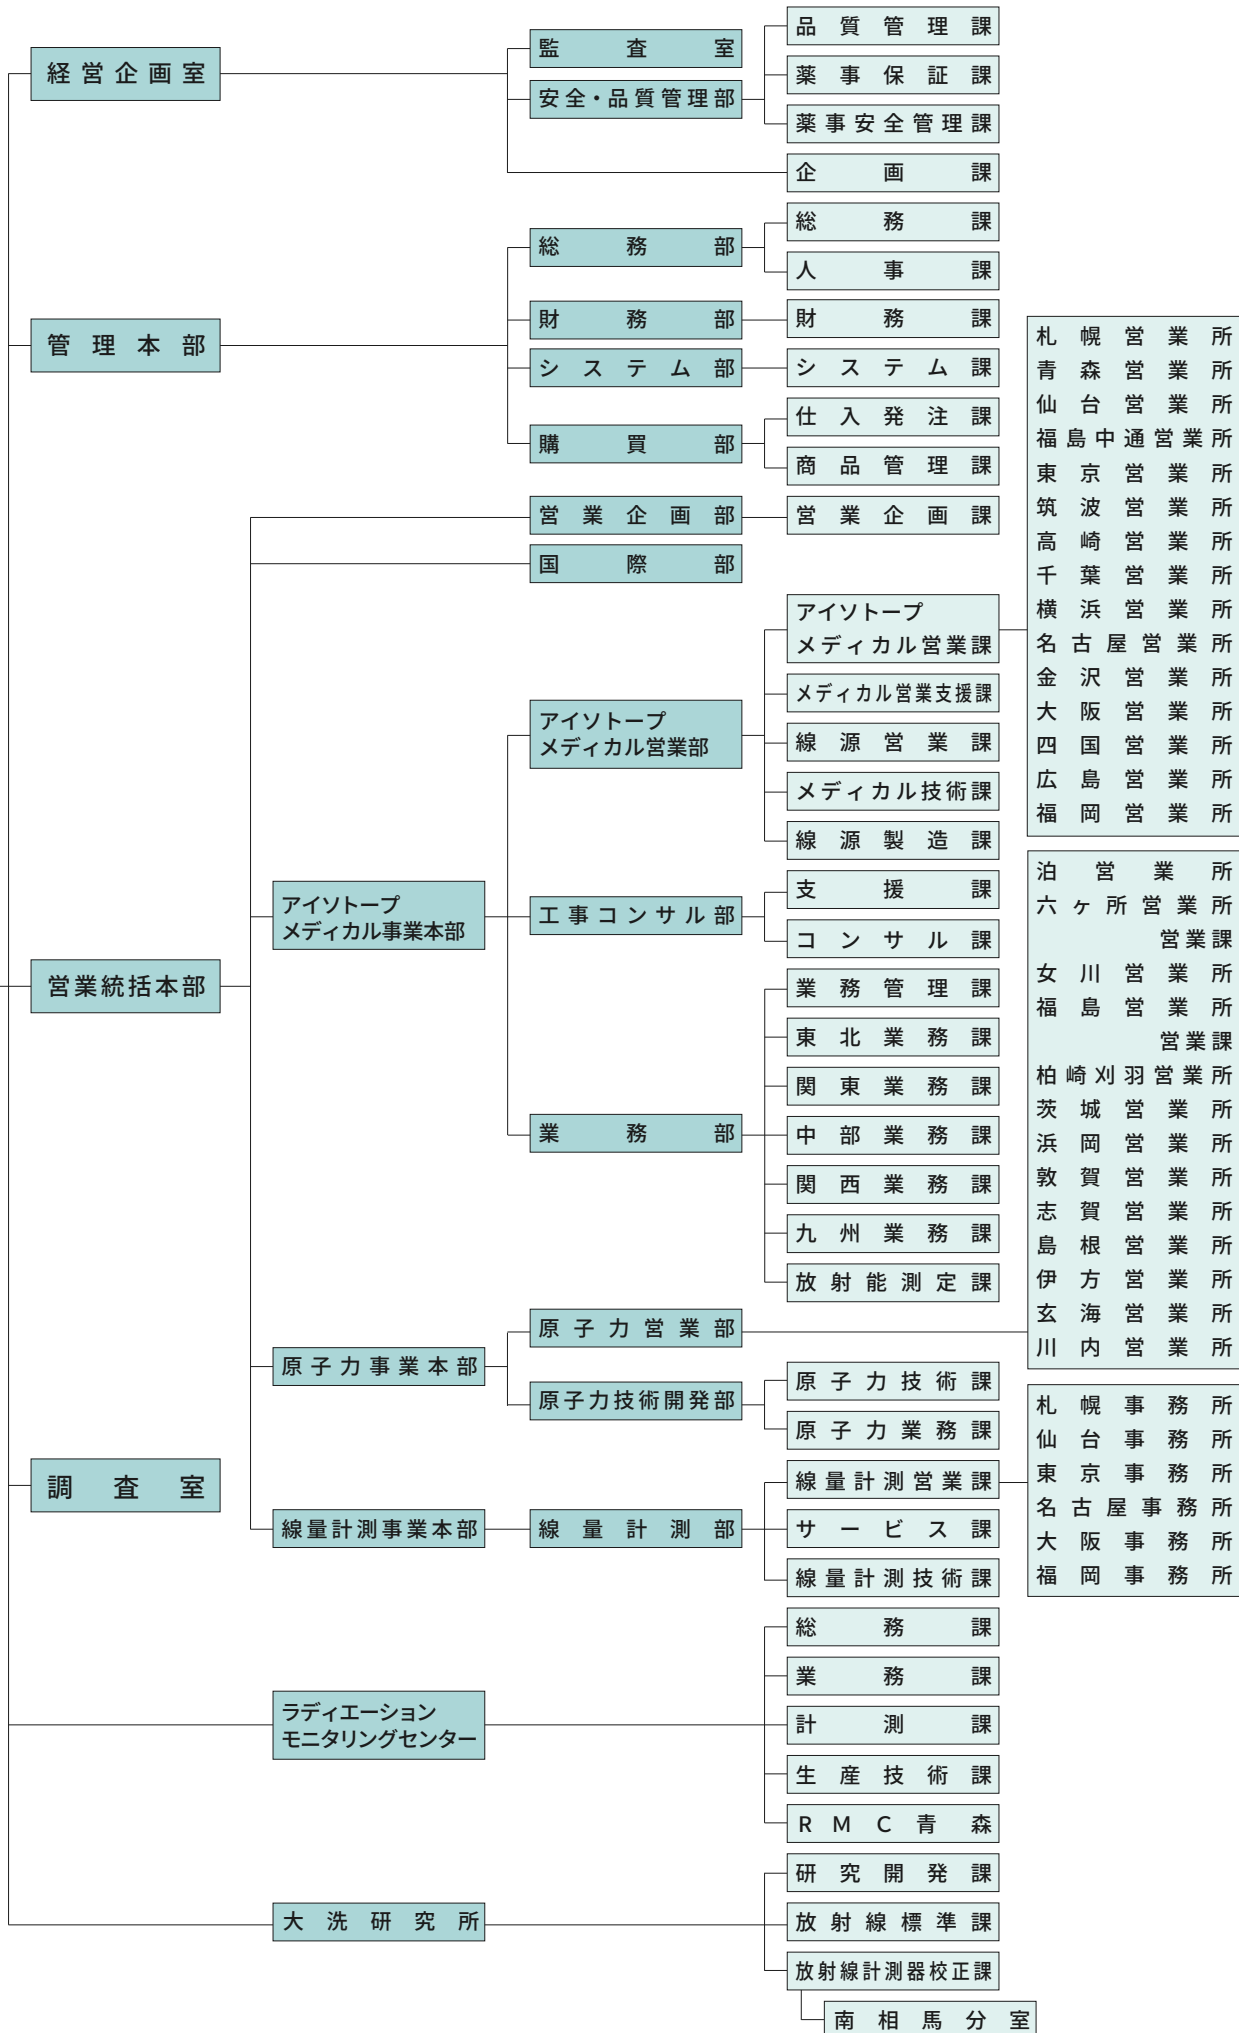 経営企画室
監査室
安全・品質管理部
品質管理課
薬事保証課
薬事安全管理課
企画課
管理本部
総務部
総務課
人事課
財務部
財務課
システム部
システム課
購買部
仕入発注課
商品管理課
営業統括本部
営業企画部
営業企画課
国際部
アイソトープ
メディカル事業本部
アイソトープ
メディカル営業部
アイソトープ
メディカル営業課
札幌営業所
青森営業所
仙台営業所
福島中通営業所
東京営業所
筑波営業所
高崎営業所
千葉営業所
横浜営業所
名古屋営業所
金沢営業所
大阪営業所
四国営業所
広島営業所
福岡営業所
メディカル営業支援課
線源営業課
メディカル技術課
線源製造課
工事コンサル部
支援課
コンサル課
業務部
業務管理課
東北業務課
関東業務課
中部業務課
関西業務課
九州業務課
放射能測定課
原子力事業本部
原子力営業部
泊営業所
六ヶ所営業所
営業課
女川営業所
福島営業所
営業課
柏崎刈羽営業所
茨城営業所
浜岡営業所
敦賀営業所
志賀営業所
島根営業所
伊方営業所
玄海営業所
川内営業所
原子力技術開発部
原子力技術課
原子力業務課
線量計測事業本部
線量計測部
線量計測営業課
札幌事務所
仙台事務所
東京事務所
名古屋事務所
大阪事務所
福岡事務所
サービス課
線量計測技術課
調査室
ラディエーション
モニタリングセンター
総務課
業務課
計測課
生産技術課
RMC青森
大洗研究所
研究開発課
放射線標準課
放射線計測器校正課
南相馬分室